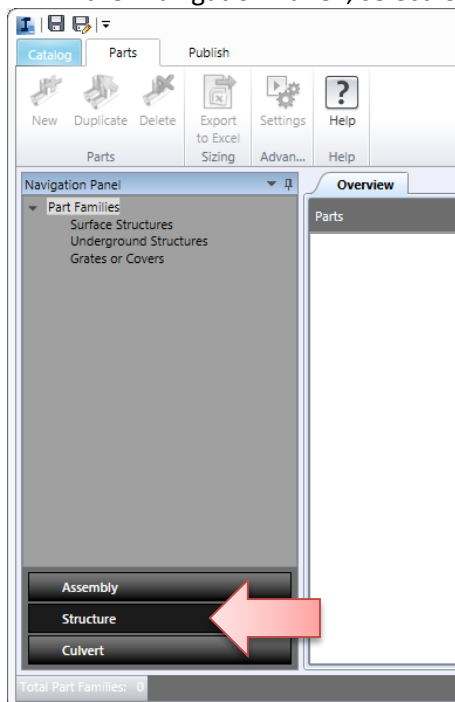 Catalog Parts Publish
New Duplicate Delete Export to Excel Settings Help
Parts Sizing Advan... Help
Navigation Panel
Overview
Part Families
Surface Structures
Underground Structures
Grates or Covers
Parts
Assembly
Structure
Culvert
Total Part Families: 0